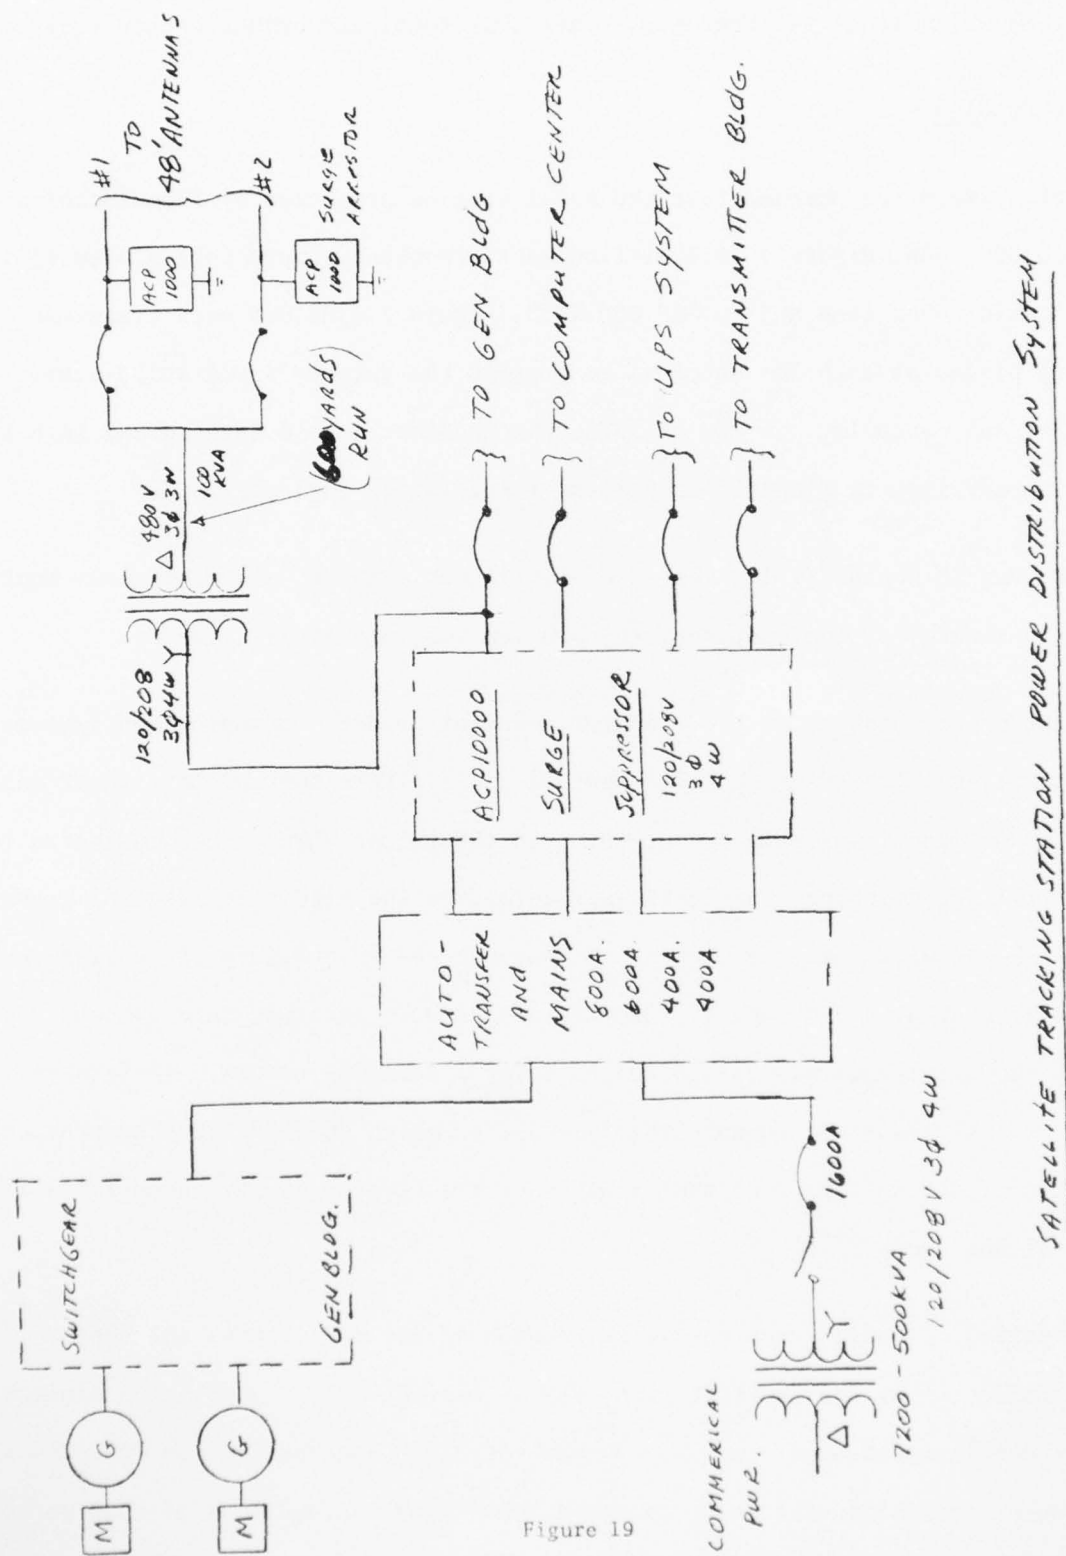 TO
48' ANTENNAS
#1
#2
ACP
1000
ACP
1000
SURGE
ARRESTOR
600 YARDS
RUN
Δ 480V
3ϕ 3W
100
KVA
120/208
3ϕ4W Y
TO GEN BLDG
TO COMPUTER CENTER
TO UPS SYSTEM
TO TRANSMITTER BLDG.
ACP10000
SURGE
SUPPRESSOR
120/208V
3ϕ
4W
AUTO-
TRANSFER
AND
MAINS
800A.
600A.
400A.
400A
SWITCHGEAR
GEN BLDG.
G
G
M
M
COMMERICAL
PWR.
1600A
Y
Δ
7200 - 500KVA
120/208V 3ϕ 4W
SATELLITE TRACKING STATION POWER DISTRIBUTION SYSTEM
Figure 19